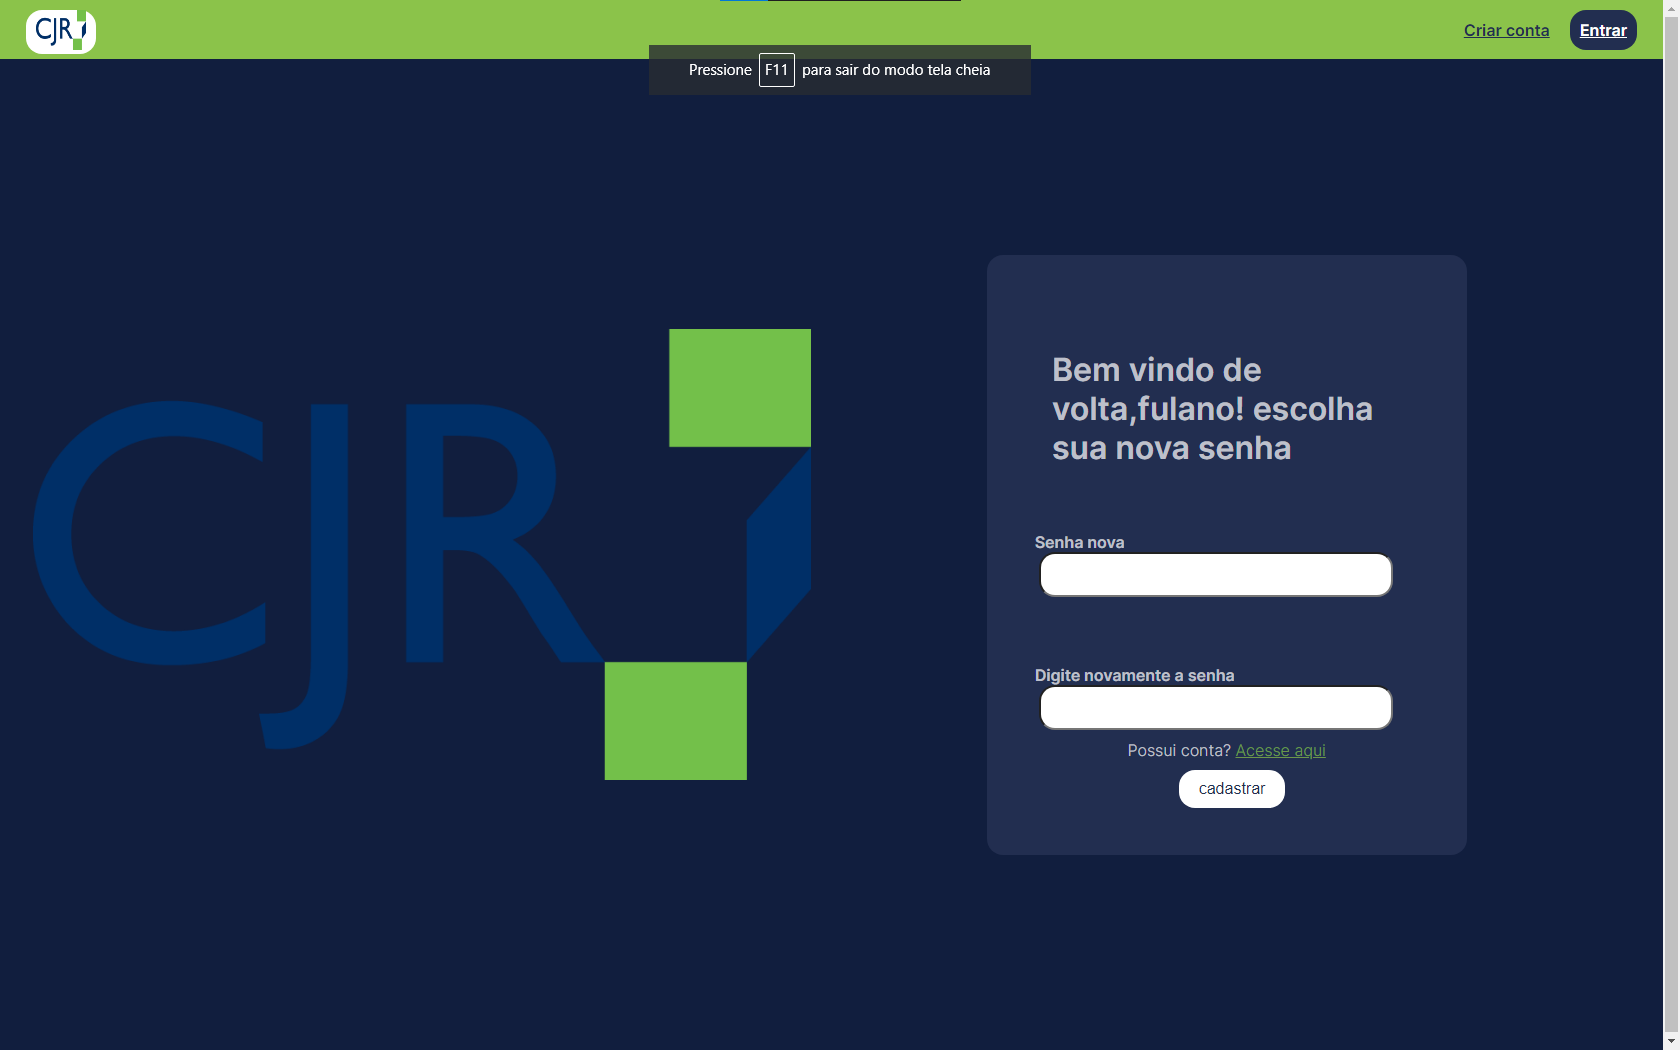 CJR
Criar conta
Entrar
Pressione F11 para sair do modo tela cheia
CJR
Bem vindo de
volta,fulano! escolha
sua nova senha
Senha nova
Digite novamente a senha
Possui conta? Acesse aqui
cadastrar